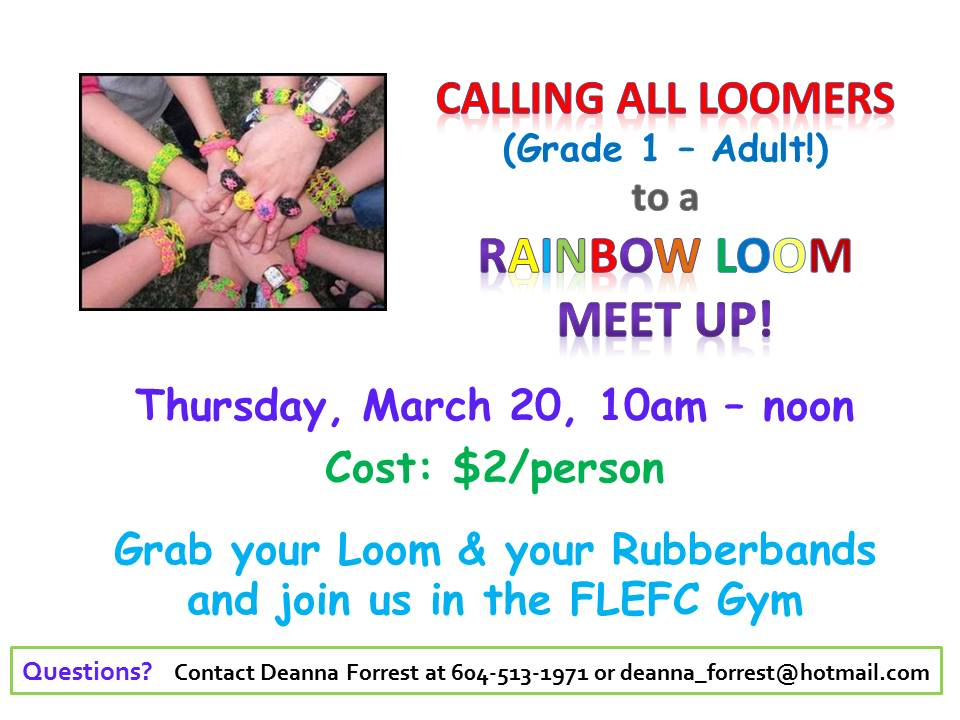 CALLING ALL LOOMERS
(Grade 1 – Adult!)
to a
RAINBOW LOOM
MEET UP!
Thursday, March 20, 10am – noon
Cost: $2/person
Grab your Loom & your Rubberbands
and join us in the FLEFC Gym
Questions? Contact Deanna Forrest at 604-513-1971 or deanna_forrest@hotmail.com